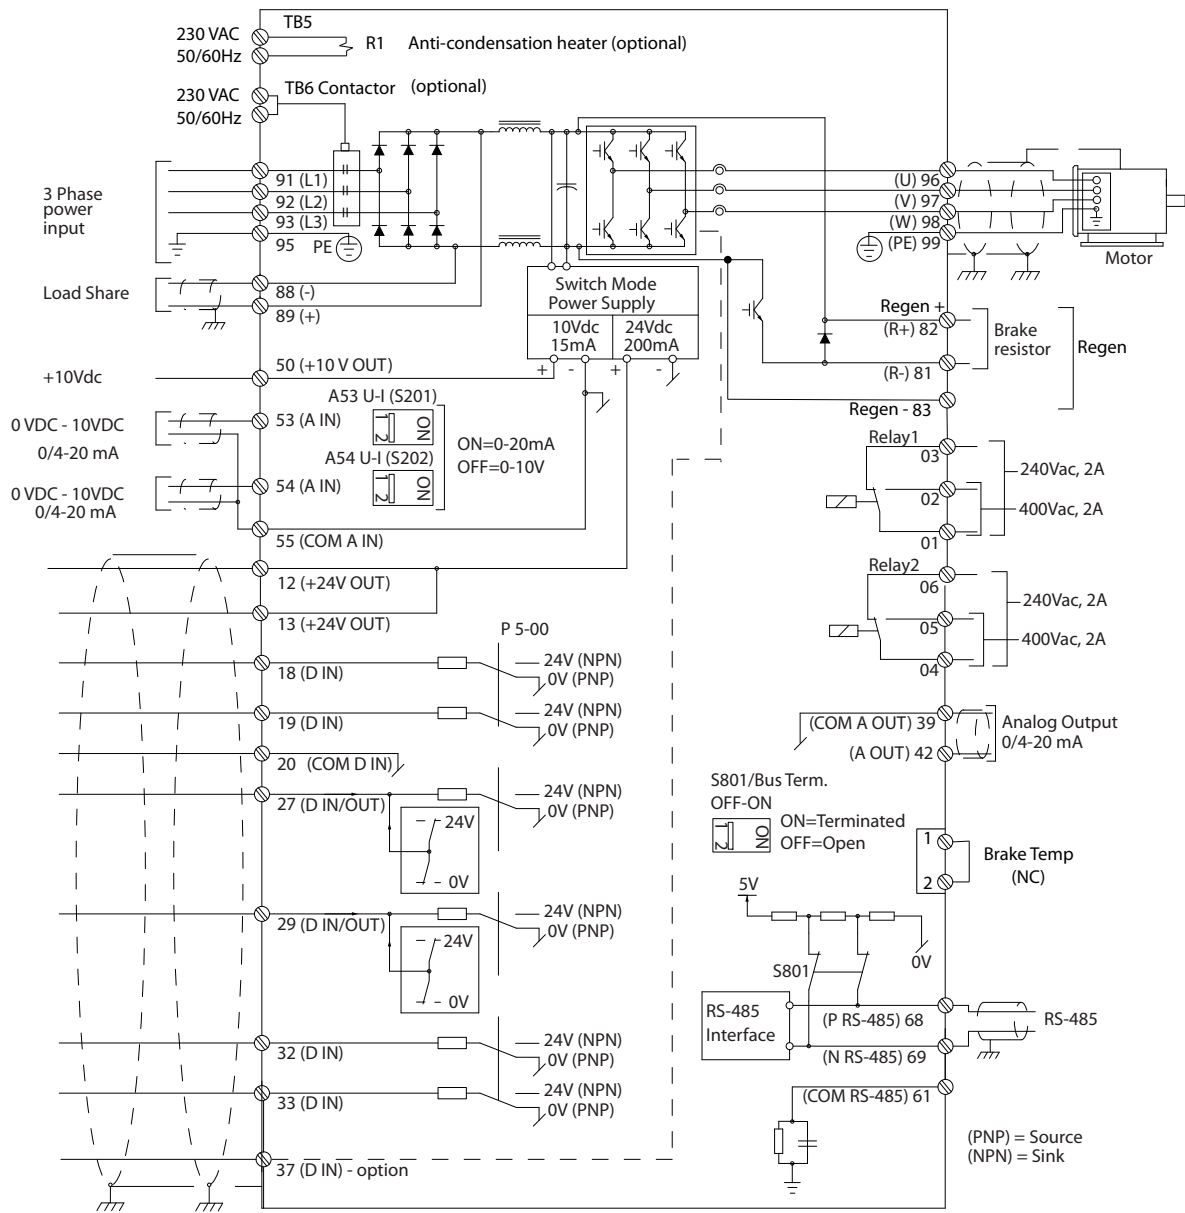 230 VAC
50/60Hz
TB5
R1
Anti-condensation heater (optional)
230 VAC
50/60Hz
TB6 Contactor
(optional)
3 Phase
power
input
91 (L1)
92 (L2)
93 (L3)
95
PE
Load Share
88 (-)
89 (+)
Switch Mode
Power Supply
10Vdc
15mA
24Vdc
200mA
+
-
+
-
(U) 96
(V) 97
(W) 98
(PE) 99
Motor
Regen +
(R+) 82
Brake
resistor
Regen
(R-) 81
Regen - 83
+10Vdc
50 (+10 V OUT)
0 VDC - 10VDC
0/4-20 mA
53 (A IN)
A53 U-I (S201)
1 2
ON
ON=0-20mA
OFF=0-10V
A54 U-I (S202)
1 2
ON
0 VDC - 10VDC
0/4-20 mA
54 (A IN)
55 (COM A IN)
12 (+24V OUT)
13 (+24V OUT)
P 5-00
18 (D IN)
24V (NPN)
0V (PNP)
19 (D IN)
24V (NPN)
0V (PNP)
20 (COM D IN)
27 (D IN/OUT)
24V (NPN)
0V (PNP)
24V
0V
29 (D IN/OUT)
24V (NPN)
0V (PNP)
24V
0V
32 (D IN)
24V (NPN)
0V (PNP)
33 (D IN)
24V (NPN)
0V (PNP)
37 (D IN) - option
Relay1
03
240Vac, 2A
02
400Vac, 2A
01
Relay2
06
240Vac, 2A
05
400Vac, 2A
04
(COM A OUT) 39
Analog Output
0/4-20 mA
(A OUT) 42
S801/Bus Term.
OFF-ON
1 2
ON
ON=Terminated
OFF=Open
1
2
Brake Temp
(NC)
5V
0V
S801
RS-485
Interface
(P RS-485) 68
RS-485
(N RS-485) 69
(COM RS-485) 61
(PNP) = Source
(NPN) = Sink